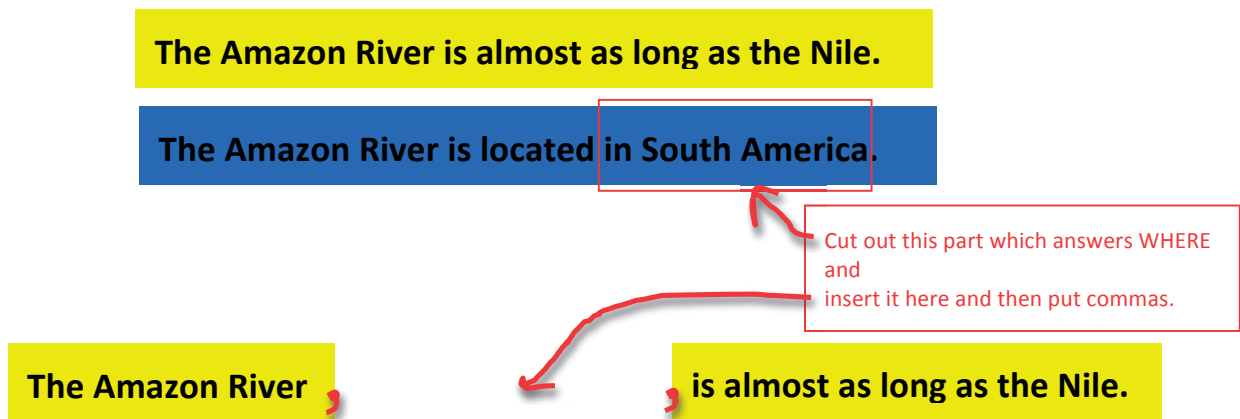 The Amazon River is almost as long as the Nile.
The Amazon River is located in South America.
Cut out this part which answers WHERE
and
insert it here and then put commas.
The Amazon River , , is almost as long as the Nile.